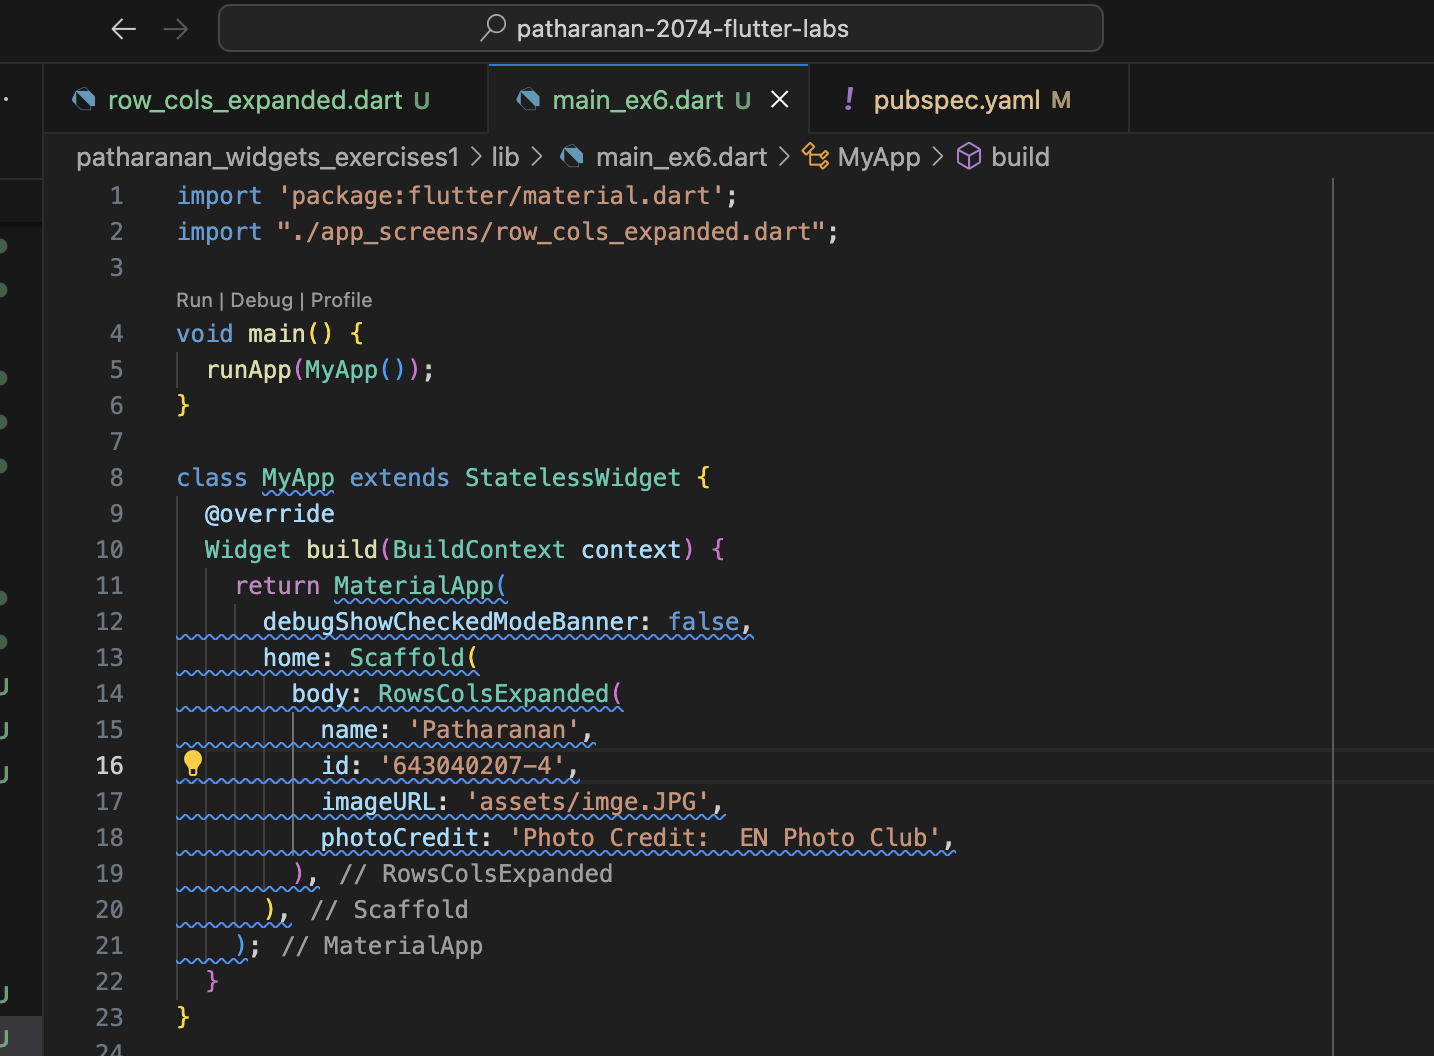 patharanan-2074-flutter-labs
row_cols_expanded.dart U
main_ex6.dart U
! pubspec.yaml M
patharanan_widgets_exercises1 > lib > main_ex6.dart > MyApp > build
1 import 'package:flutter/material.dart';
2 import "./app_screens/row_cols_expanded.dart";
3
Run | Debug | Profile
4 void main() {
5 runApp(MyApp());
6 }
7
8 class MyApp extends StatelessWidget {
9 @override
10 Widget build(BuildContext context) {
11 return MaterialApp(
12 debugShowCheckedModeBanner: false,
13 home: Scaffold(
14 body: RowsColsExpanded(
15 name: 'Patharanan',
16 id: '643040207-4',
17 imageURL: 'assets/imge.JPG',
18 photoCredit: 'Photo Credit:  EN Photo Club',
19 ), // RowsColsExpanded
20 ), // Scaffold
21 ); // MaterialApp
22 }
23 }
24